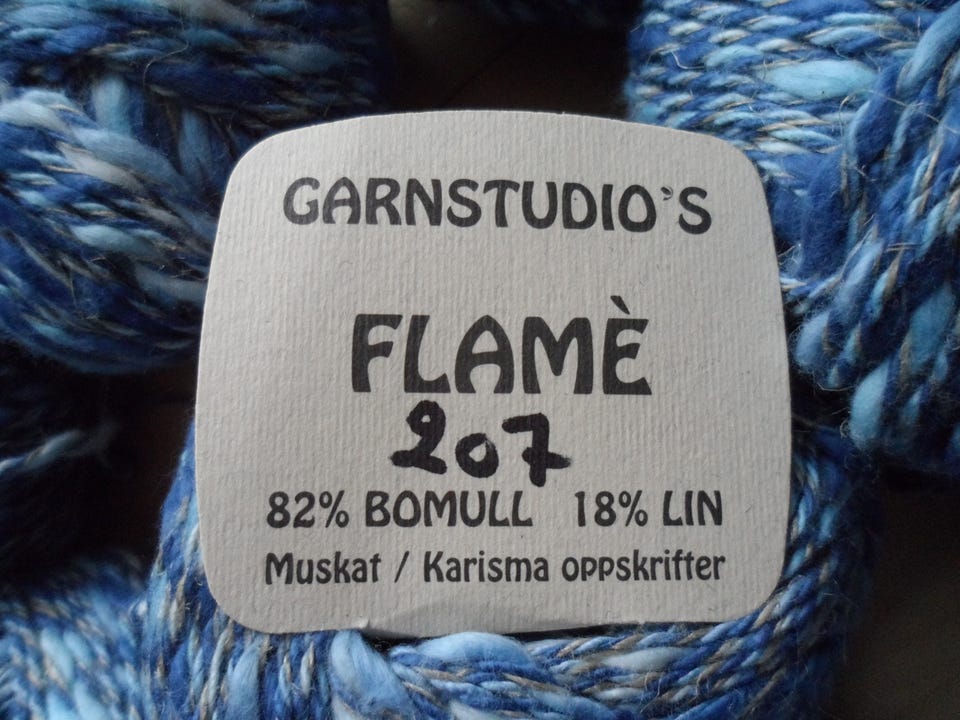 GARNSTUDIO'S
FLAMÈ
207
82% BOMULL 18% LIN
Muskat / Karisma oppskrifter